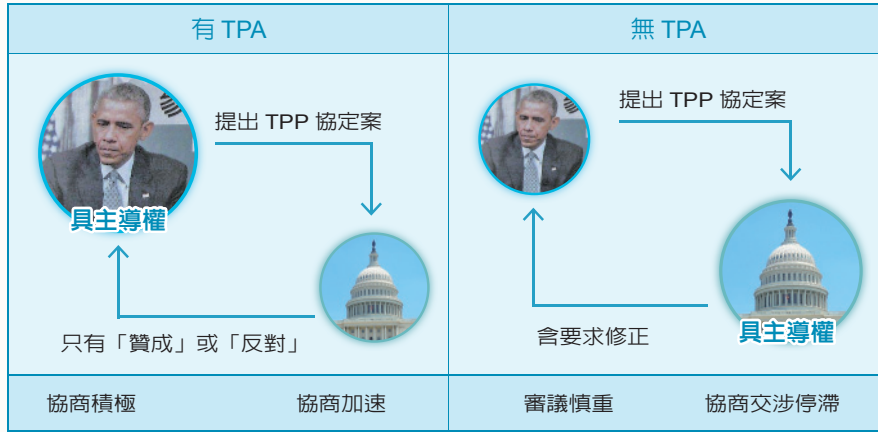 有 TPA
無 TPA
提出 TPP 協定案
具主導權
只有「贊成」或「反對」
提出 TPP 協定案
含要求修正
具主導權
協商積極
協商加速
審議慎重
協商交涉停滯